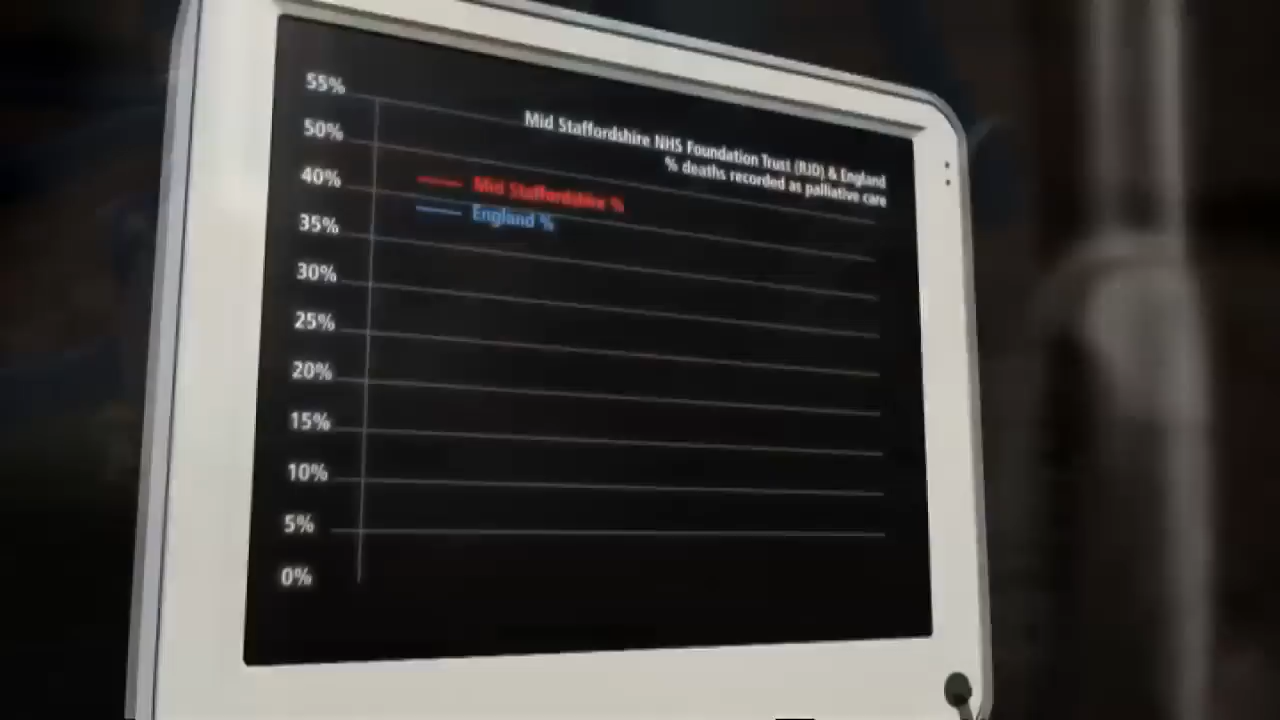 55%
Mid Staffordshire NHS Foundation Trust (RJD) & England
% deaths recorded as palliative care
50%
40%
Mid Staffordshire %
England %
35%
30%
25%
20%
15%
10%
5%
0%